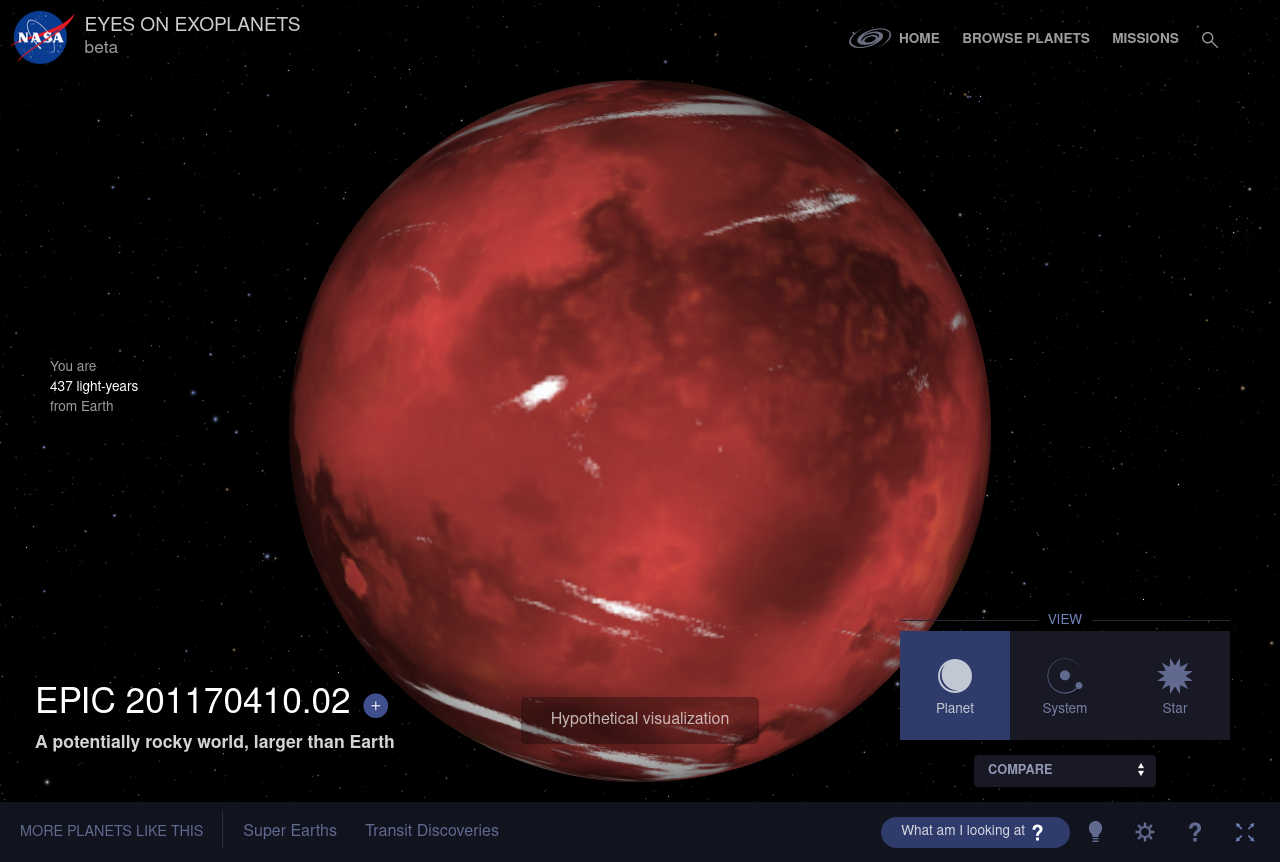 NASA
EYES ON EXOPLANETS
beta
HOME
BROWSE PLANETS
MISSIONS
You are
437 light-years
from Earth
EPIC 201170410.02 +
A potentially rocky world, larger than Earth
Hypothetical visualization
VIEW
Planet
System
Star
COMPARE
MORE PLANETS LIKE THIS
Super Earths
Transit Discoveries
What am I looking at ?
?